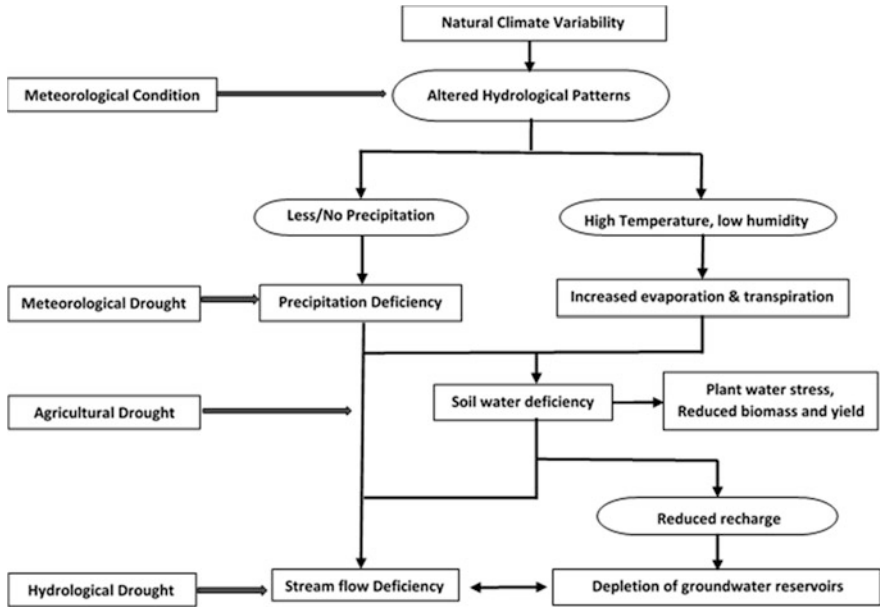 Natural Climate Variability
Meteorological Condition
Altered Hydrological Patterns
Less/No Precipitation
High Temperature, low humidity
Meteorological Drought
Precipitation Deficiency
Increased evaporation & transpiration
Agricultural Drought
Soil water deficiency
Plant water stress,
Reduced biomass and yield
Reduced recharge
Hydrological Drought
Stream flow Deficiency
Depletion of groundwater reservoirs